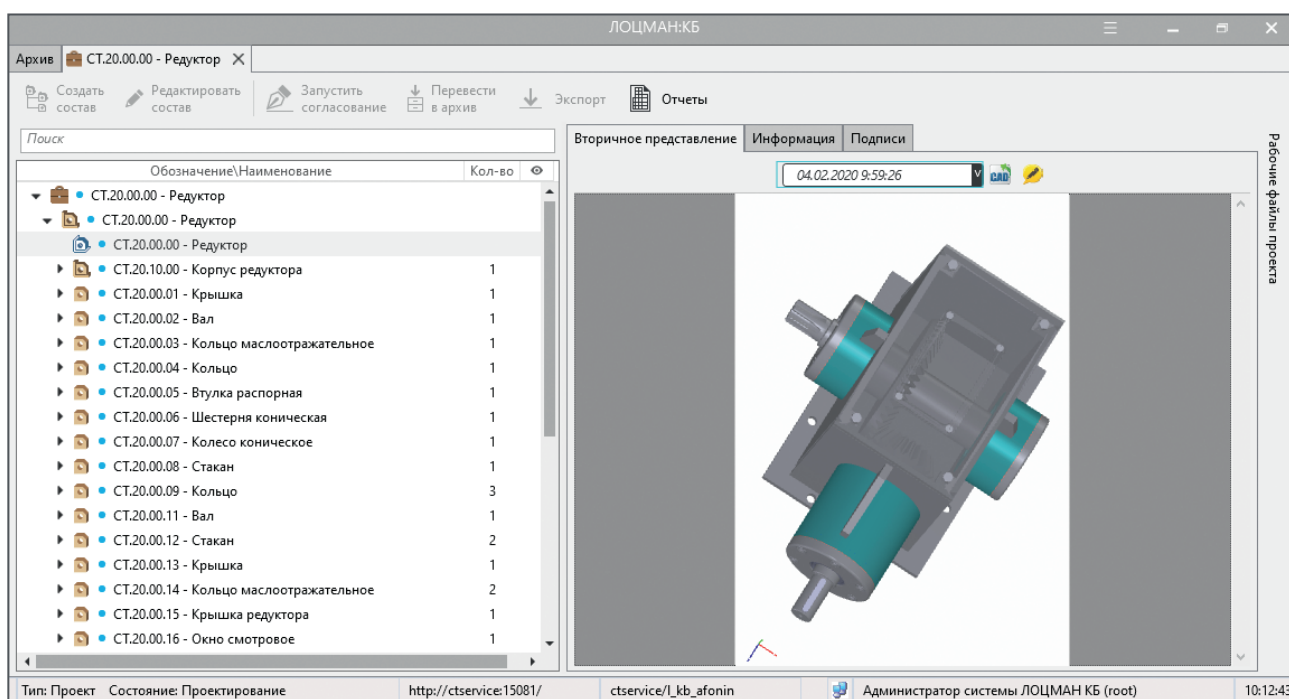 ЛОЦМАН:КБ
Архив
СТ.20.00.00 - Редуктор
Создать состав
Редактировать состав
Запустить согласование
Перевести в архив
Экспорт
Отчеты
Поиск
Обозначение\Наименование Кол-во
СТ.20.00.00 - Редуктор
СТ.20.00.00 - Редуктор
СТ.20.00.00 - Редуктор
СТ.20.10.00 - Корпус редуктора 1
СТ.20.00.01 - Крышка 1
СТ.20.00.02 - Вал 1
СТ.20.00.03 - Кольцо маслоотражательное 1
СТ.20.00.04 - Кольцо 1
СТ.20.00.05 - Втулка распорная 1
СТ.20.00.06 - Шестерня коническая 1
СТ.20.00.07 - Колесо коническое 1
СТ.20.00.08 - Стакан 1
СТ.20.00.09 - Кольцо 3
СТ.20.00.11 - Вал 1
СТ.20.00.12 - Стакан 2
СТ.20.00.13 - Крышка 1
СТ.20.00.14 - Кольцо маслоотражательное 2
СТ.20.00.15 - Крышка редуктора 1
СТ.20.00.16 - Окно смотровое 1
Вторичное представление Информация Подписи
04.02.2020 9:59:26
CAD
Рабочие файлы проекта
Тип: Проект Состояние: Проектирование http://ctservice:15081/ ctservice/l_kb_afonin Администратор системы ЛОЦМАН КБ (root) 10:12:43